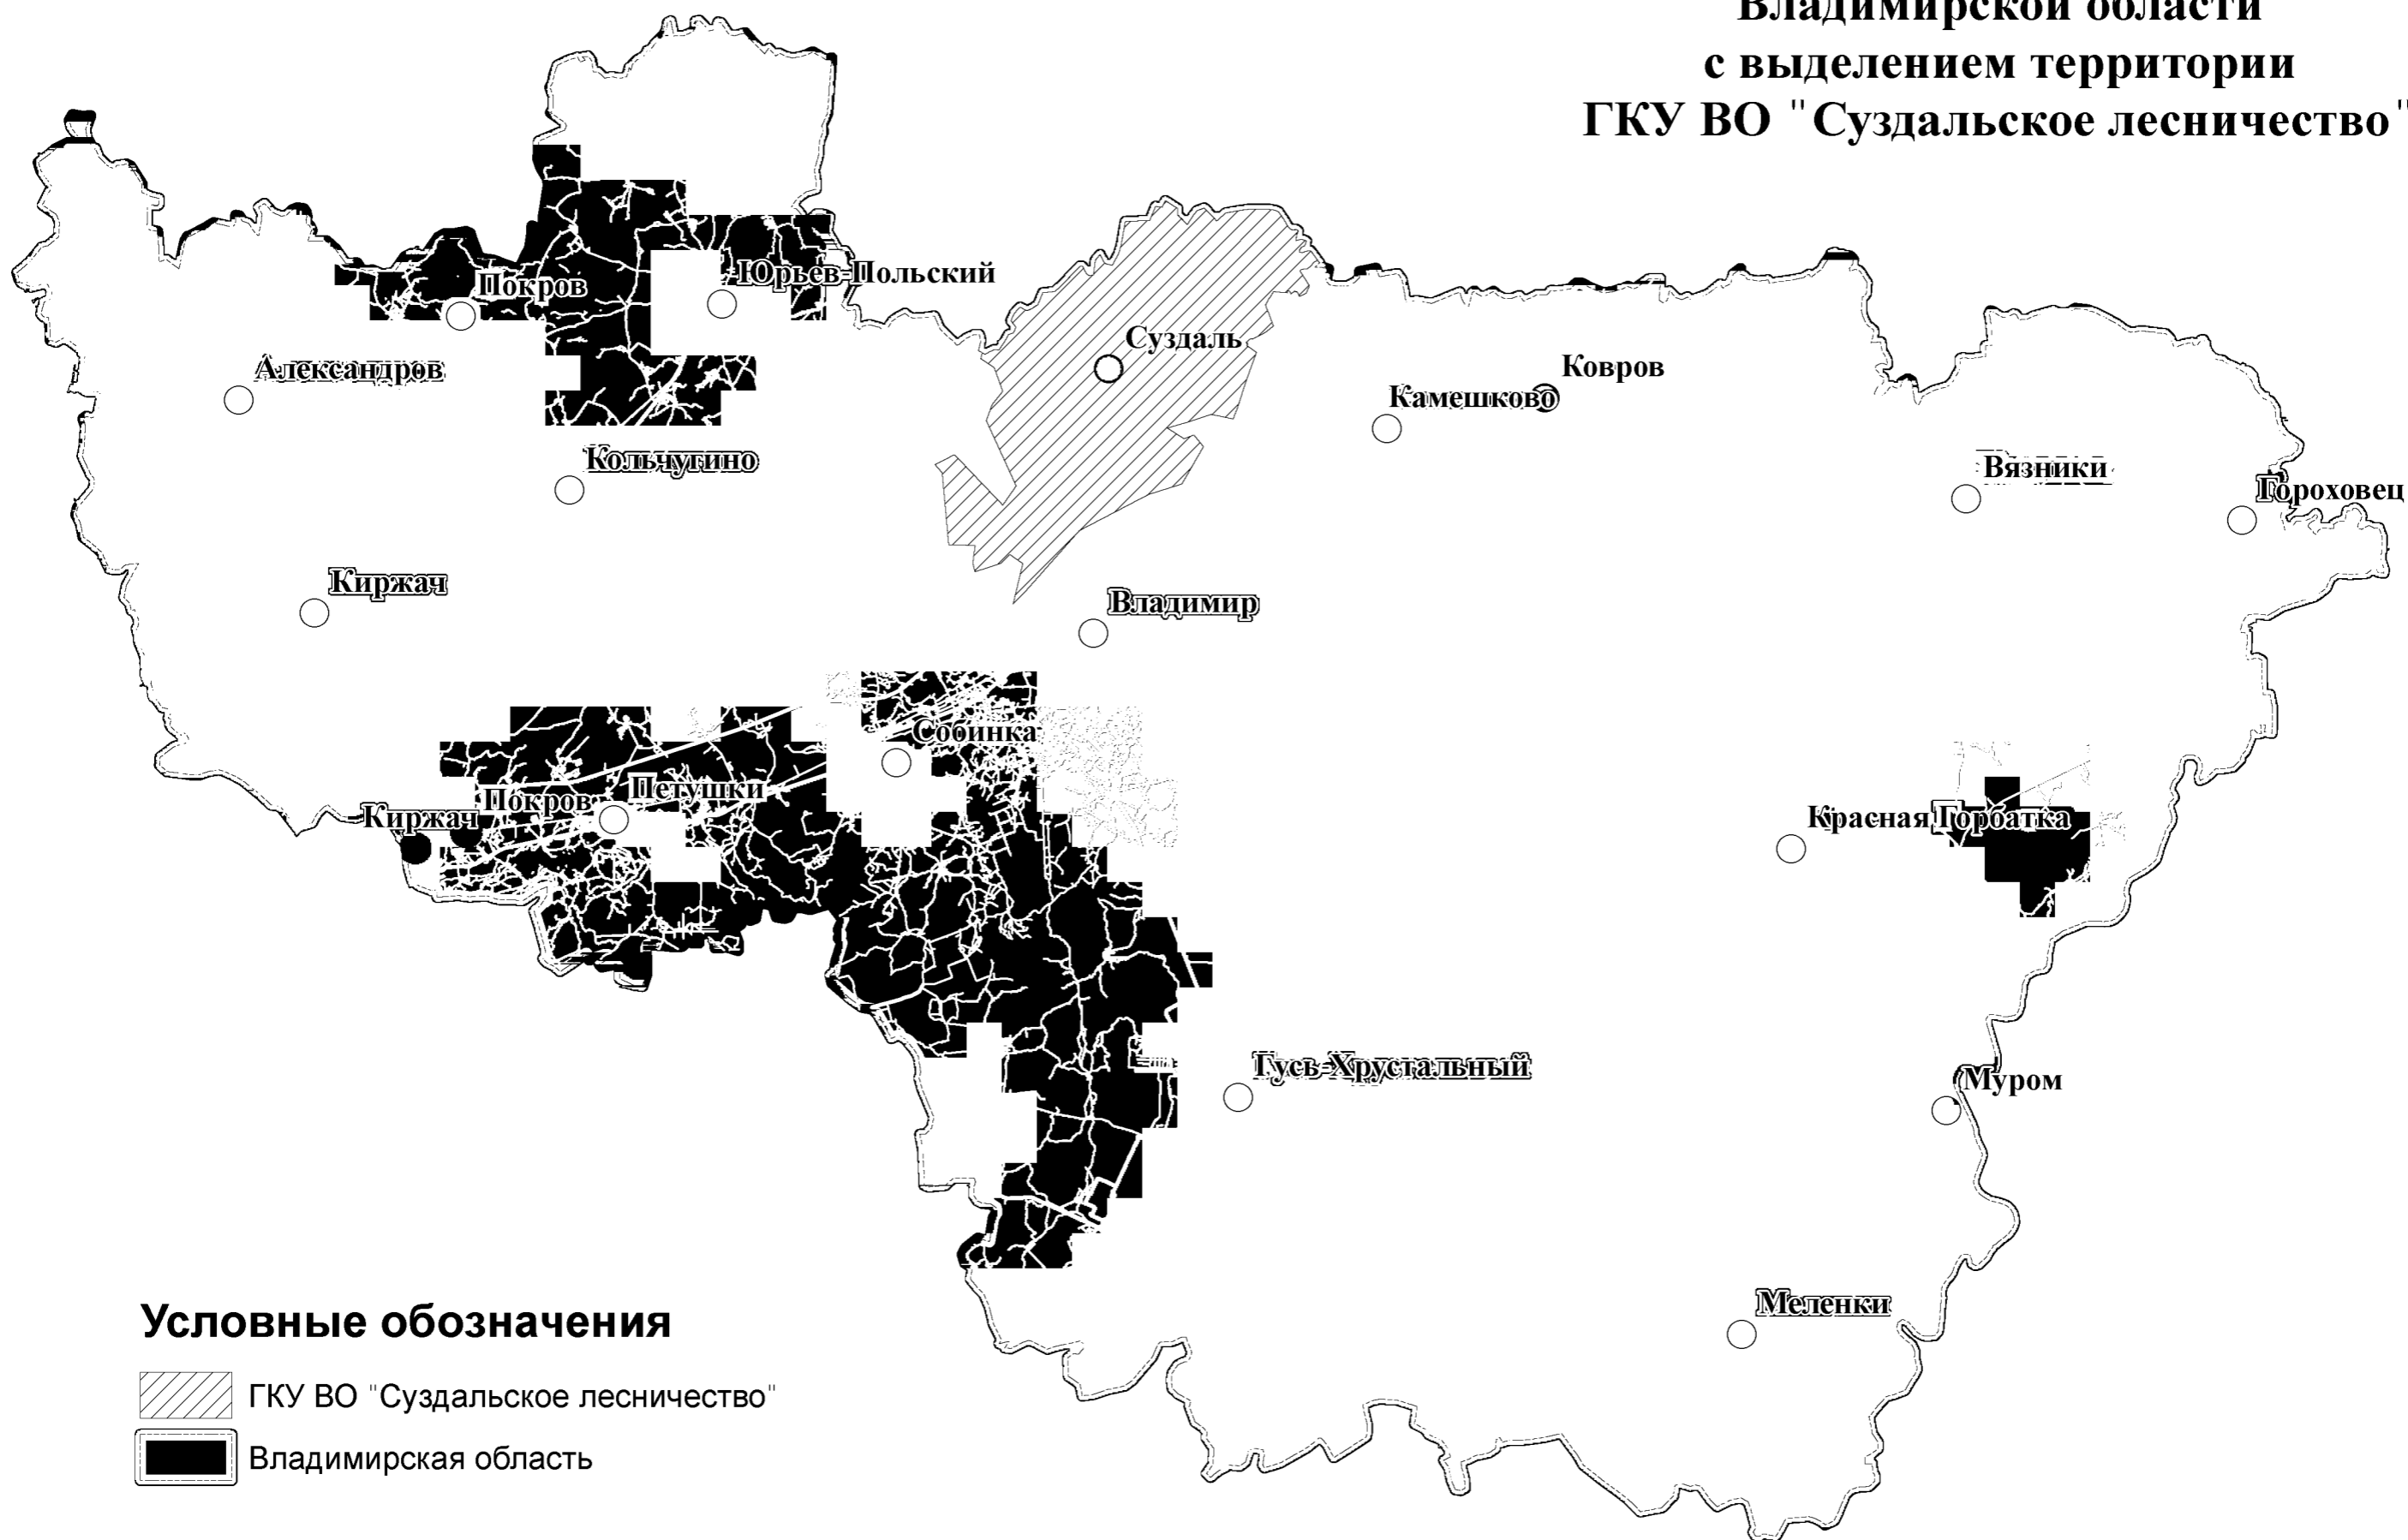 Владимирской области
с выделением территории
ГКУ ВО "Суздальское лесничество"
Юрьев-Польский
Покров
Суздаль
Александров
Ковров
Камешково
Кольчугино
Вязники
Гороховец
Киржач
Владимир
Собинка
Петушки
Покров
Киржач
Красная Горбатка
Гусь-Хрустальный
Муром
Меленки
Условные обозначения
ГКУ ВО "Суздальское лесничество"
Владимирская область